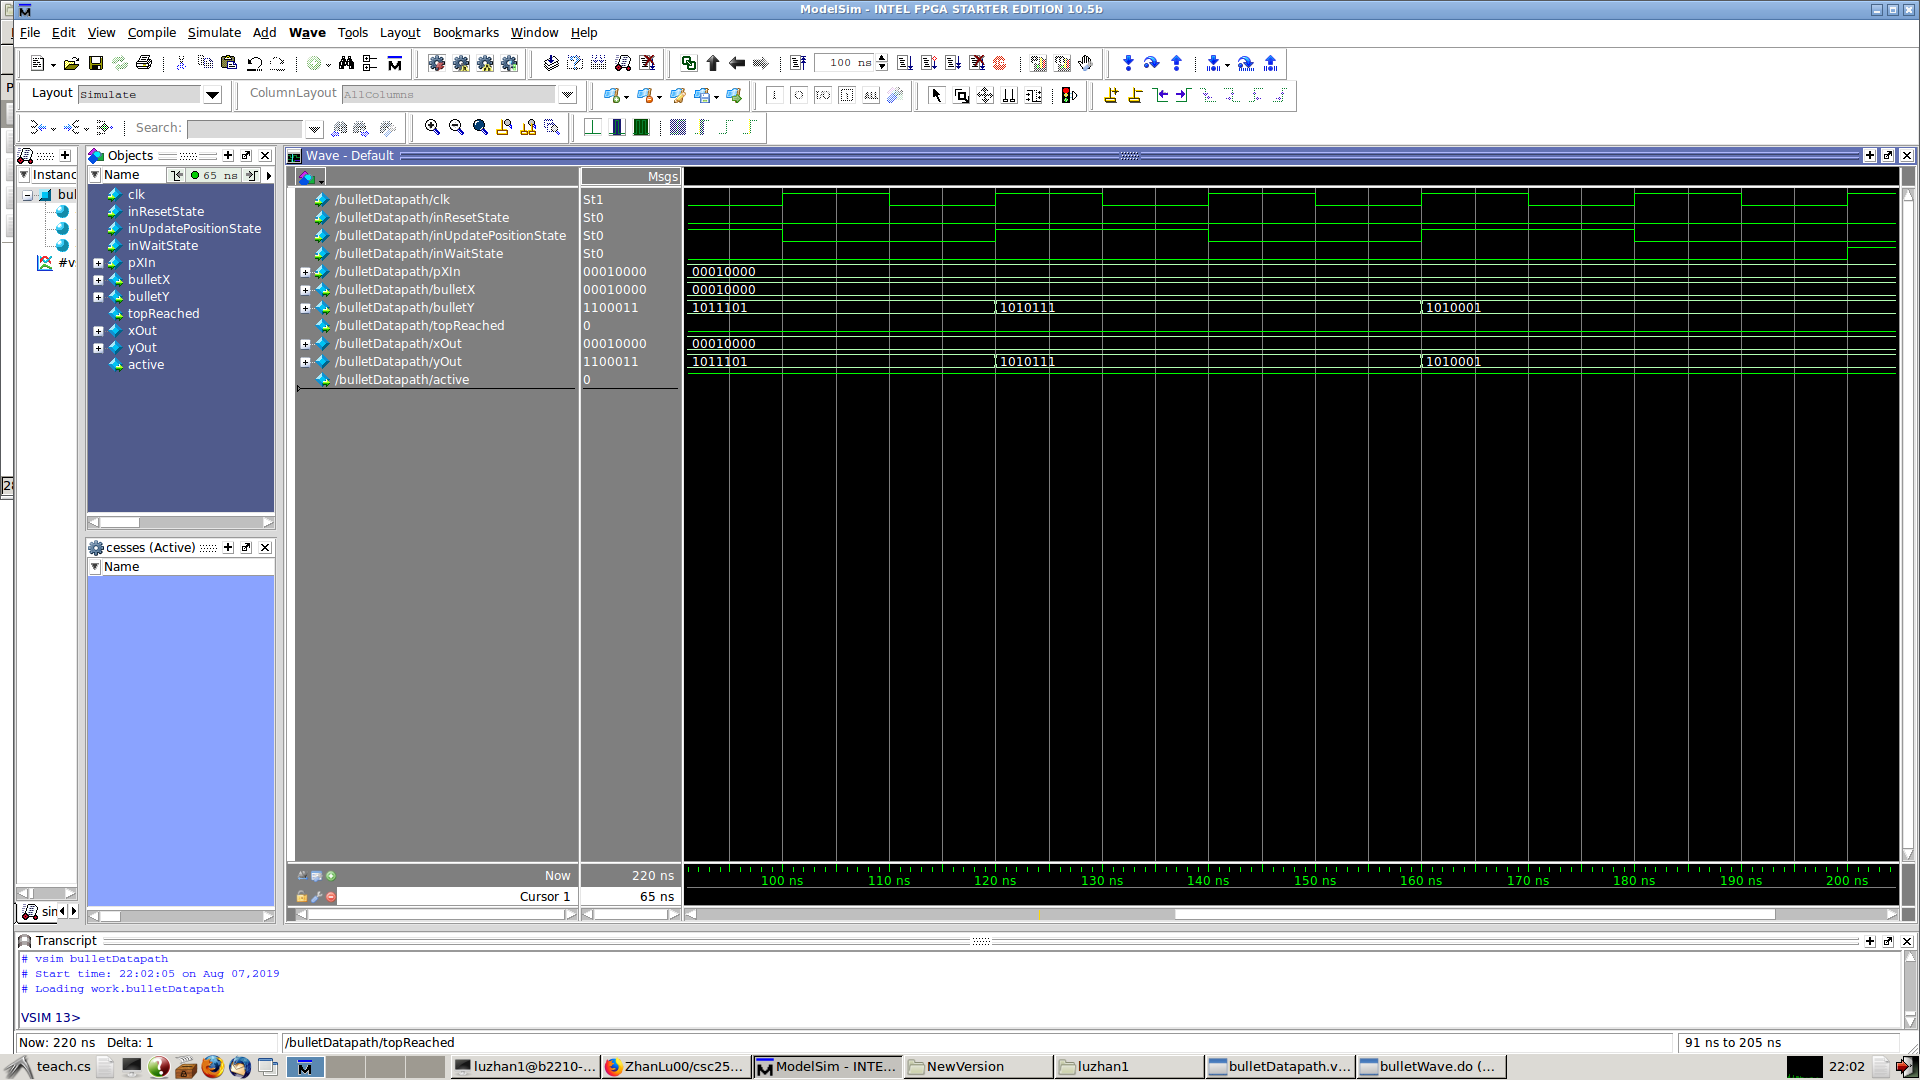 ModelSim - INTEL FPGA STARTER EDITION 10.5b
File Edit View Compile Simulate Add Wave Tools Layout Bookmarks Window Help
100 ns
Layout Simulate ColumnLayout AllColumns
Search:
Instanc
bul
#v
sim
Objects
Name 65 ns
clk
inResetState
inUpdatePositionState
inWaitState
pXIn
bulletX
bulletY
topReached
xOut
yOut
active
cesses (Active)
Name
Wave - Default
Msgs
/bulletDatapath/clk St1
/bulletDatapath/inResetState St0
/bulletDatapath/inUpdatePositionState St0
/bulletDatapath/inWaitState St0
/bulletDatapath/pXIn 00010000 00010000
/bulletDatapath/bulletX 00010000 00010000
/bulletDatapath/bulletY 1100011 1011101 1010111 1010001
/bulletDatapath/topReached 0
/bulletDatapath/xOut 00010000 00010000
/bulletDatapath/yOut 1100011 1011101 1010111 1010001
/bulletDatapath/active 0
Now 220 ns
100 ns 110 ns 120 ns 130 ns 140 ns 150 ns 160 ns 170 ns 180 ns 190 ns 200 ns
Cursor 1 65 ns
Transcript
# vsim bulletDatapath
# Start time: 22:02:05 on Aug 07,2019
# Loading work.bulletDatapath
VSIM 13>
Now: 220 ns Delta: 1 /bulletDatapath/topReached 91 ns to 205 ns
teach.cs luzhan1@b2210-... ZhanLu00/csc25... ModelSim - INTE... NewVersion luzhan1 bulletDatapath.v... bulletWave.do (... 22:02